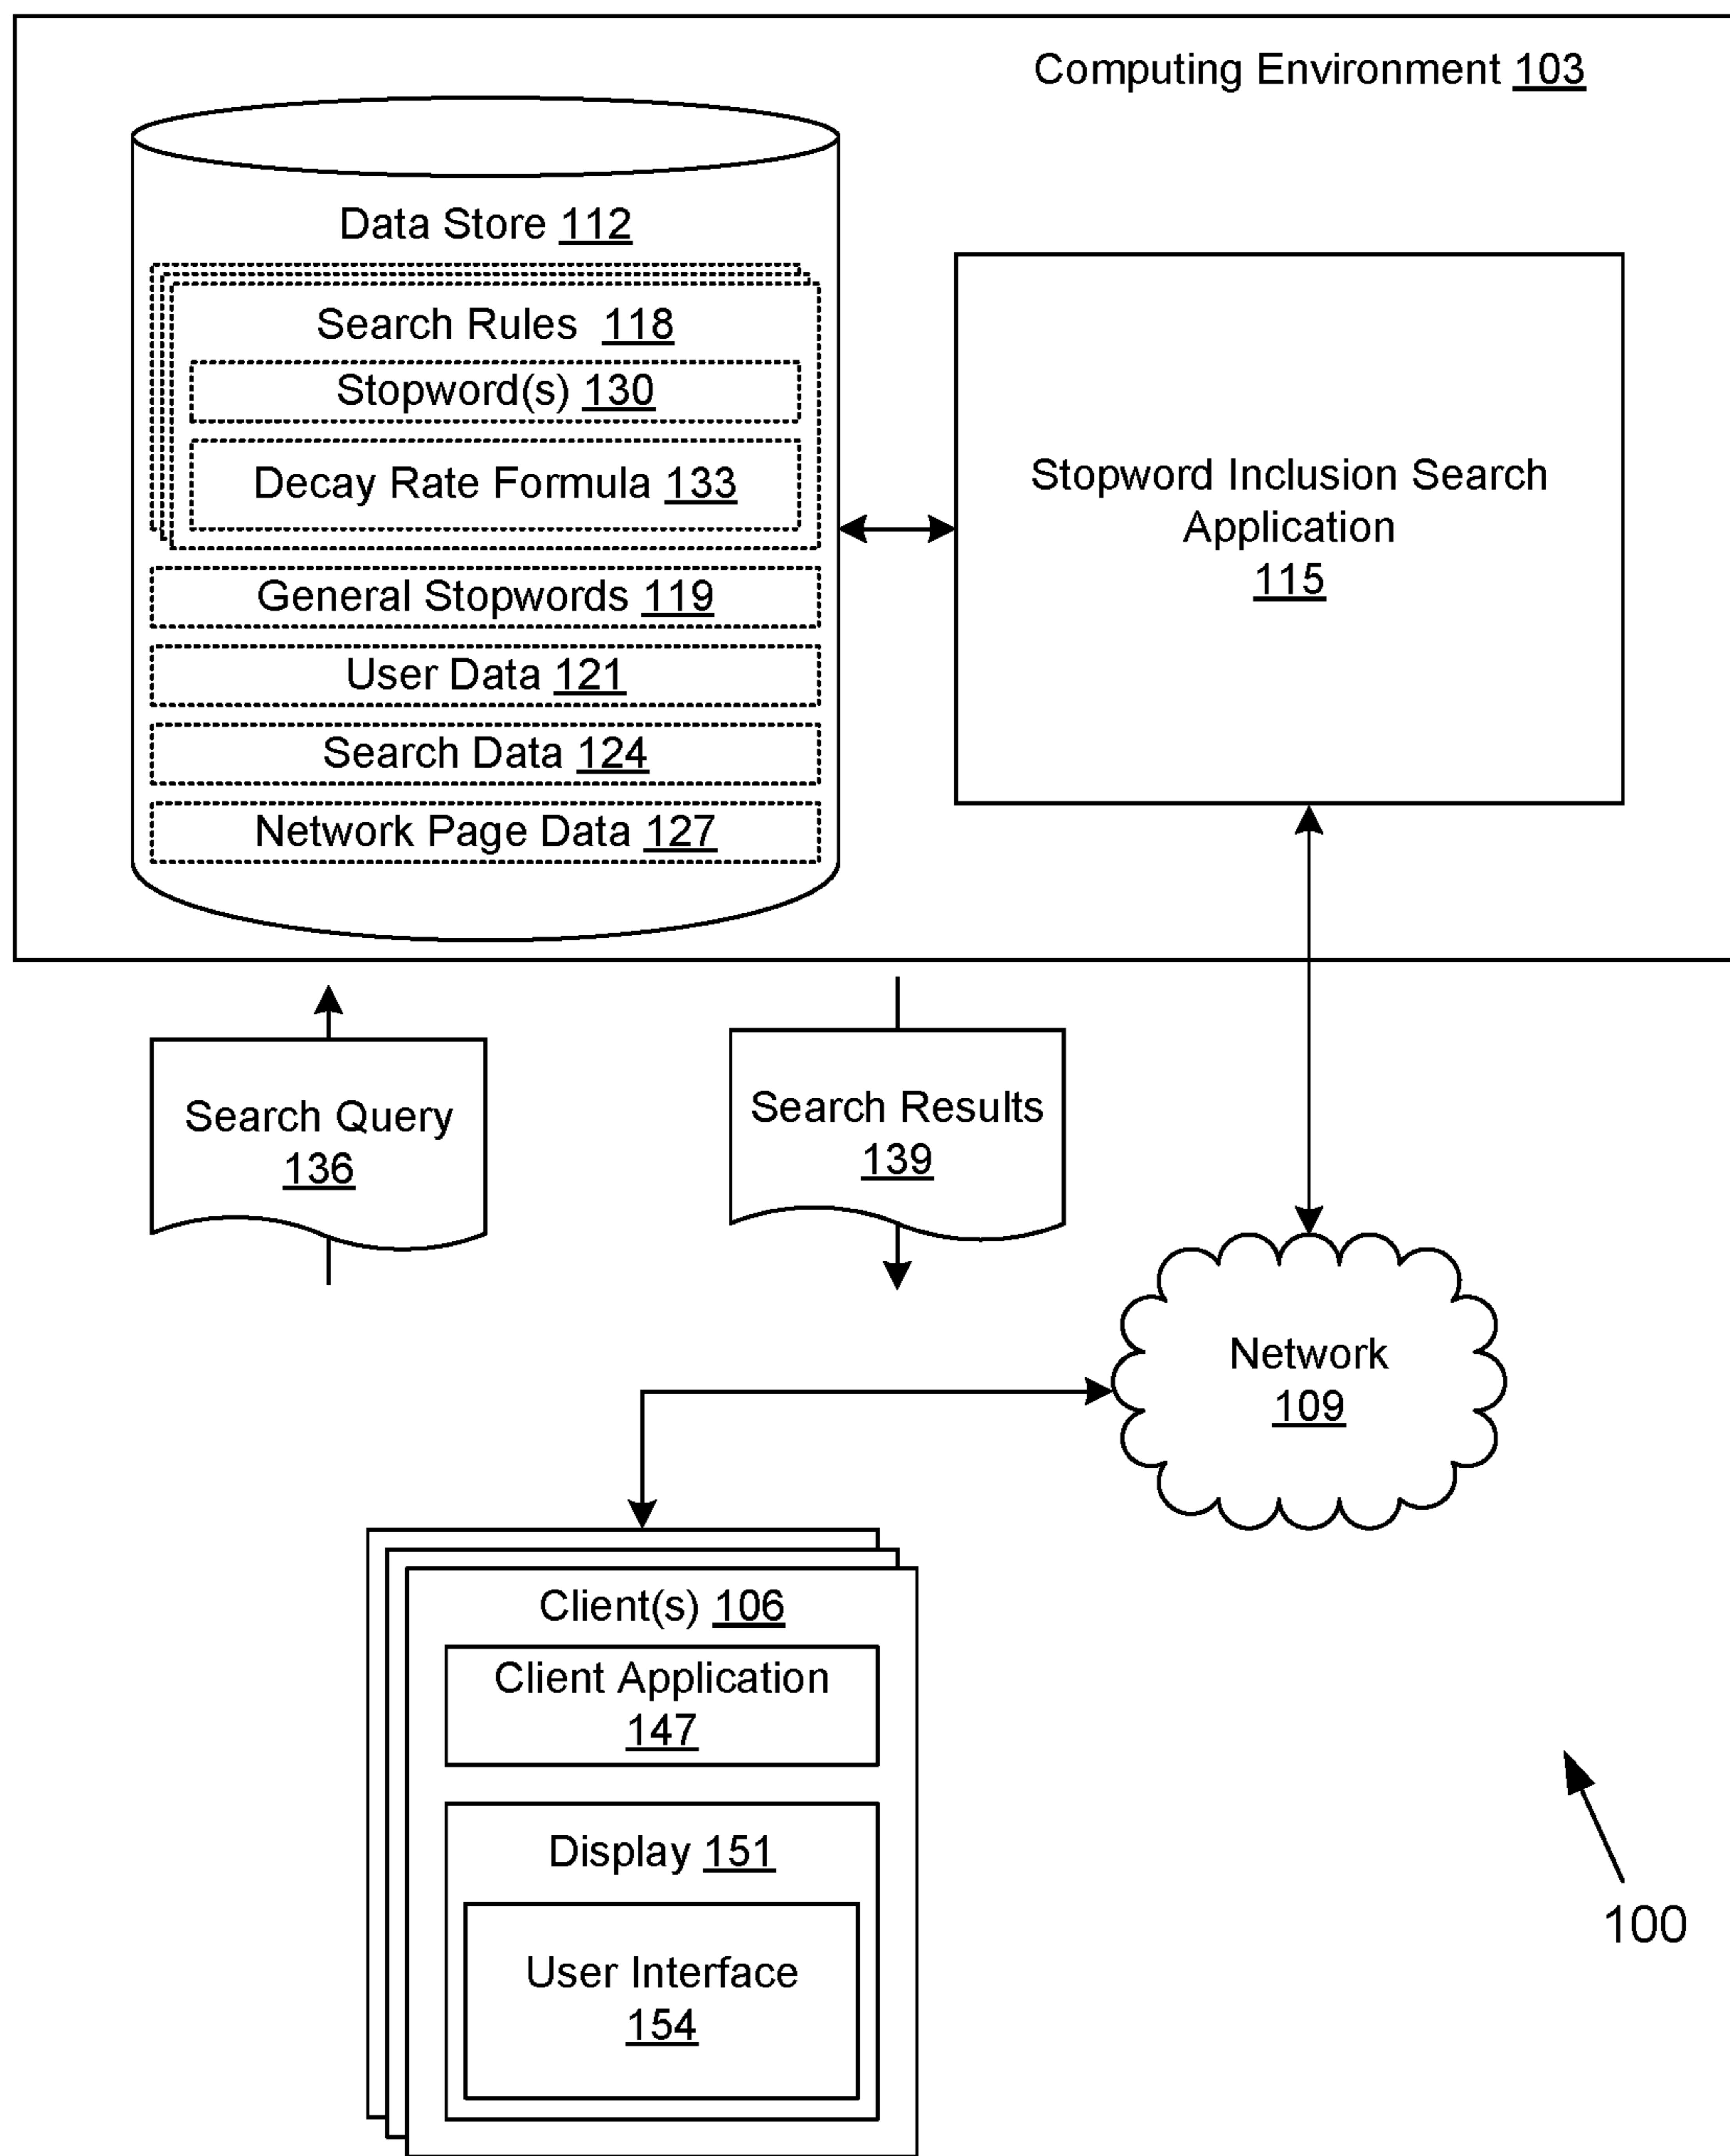 Computing Environment 103
Data Store 112
Search Rules 118
Stopword(s) 130
Decay Rate Formula 133
General Stopwords 119
User Data 121
Search Data 124
Network Page Data 127
Stopword Inclusion Search
Application
115
Search Query
136
Search Results
139
Network
109
Client(s) 106
Client Application
147
Display 151
User Interface
154
100